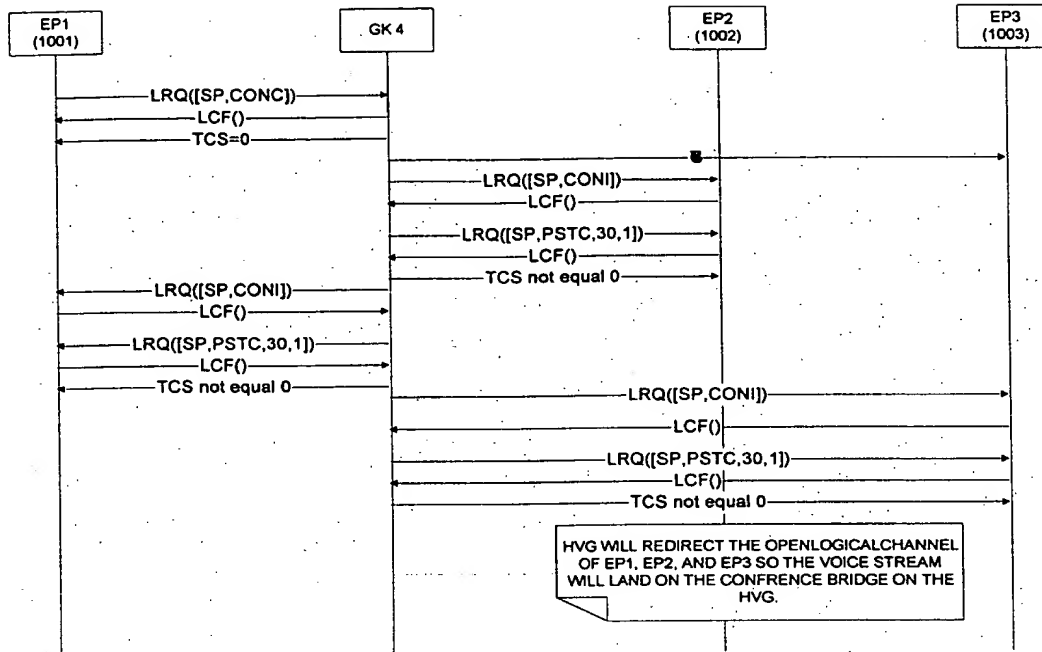 EP1
(1001)
GK 4
EP2
(1002)
EP3
(1003)
LRQ([SP,CONC])
LCF()
TCS=0
LRQ([SP,CONI])
LCF()
LRQ([SP,PSTC,30,1])
LCF()
TCS not equal 0
LRQ([SP,CONI])
LCF()
LRQ([SP,PSTC,30,1])
LCF()
TCS not equal 0
LRQ([SP,CONI])
LCF()
LRQ([SP,PSTC,30,1])
LCF()
TCS not equal 0
HVG WILL REDIRECT THE OPENLOGICALCHANNEL
OF EP1, EP2, AND EP3 SO THE VOICE STREAM
WILL LAND ON THE CONFRENCE BRIDGE ON THE
HVG.